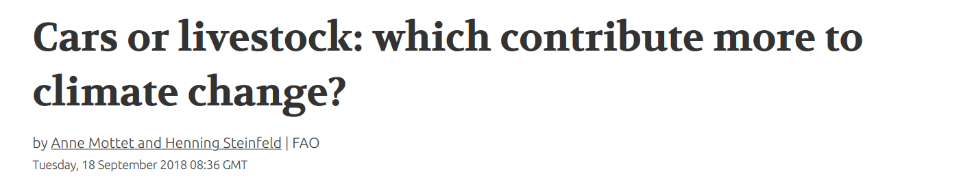 Cars or livestock: which contribute more to
climate change?
by Anne Mottet and Henning Steinfeld | FAO
Tuesday, 18 September 2018 08:36 GMT